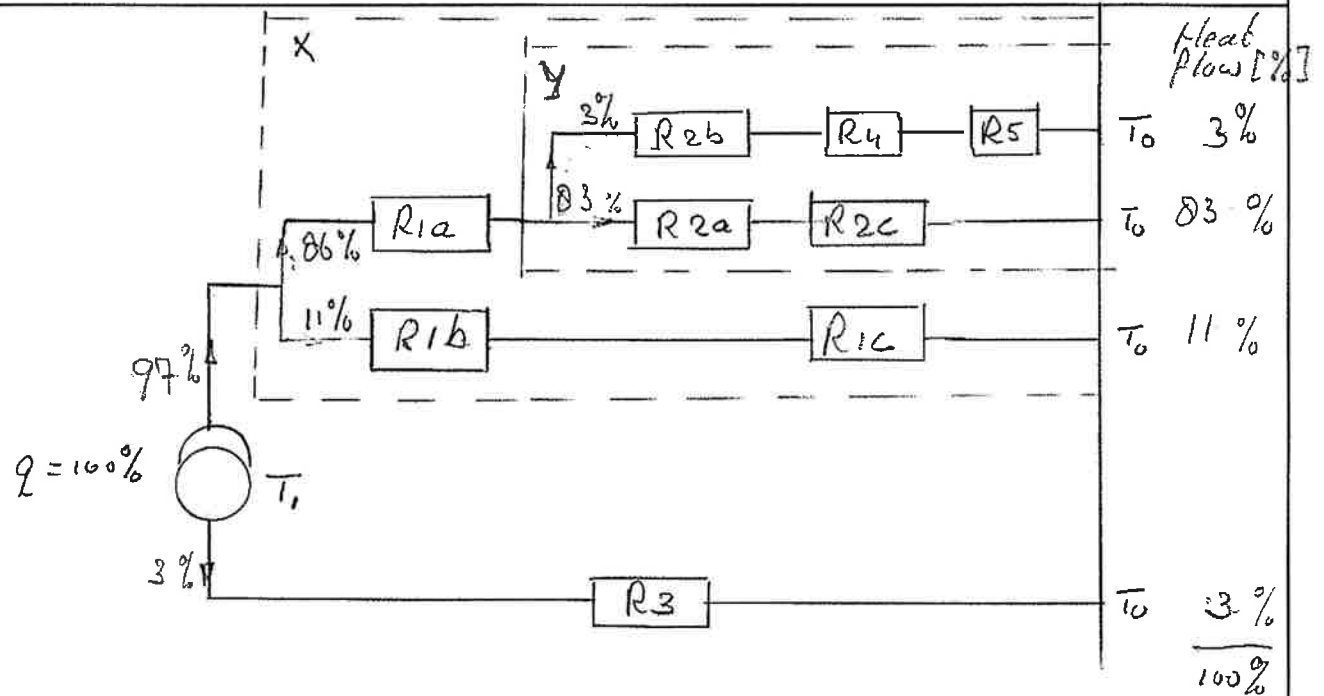 Heat
flow [%]
X
Y
3%
R2b
R4
R5
T0 3%
83%
R2a
R2c
T0 83%
86%
R1a
11%
R1b
R1c
T0 11%
97%
q = 100%
T1
3%
R3
T0 3%
100%